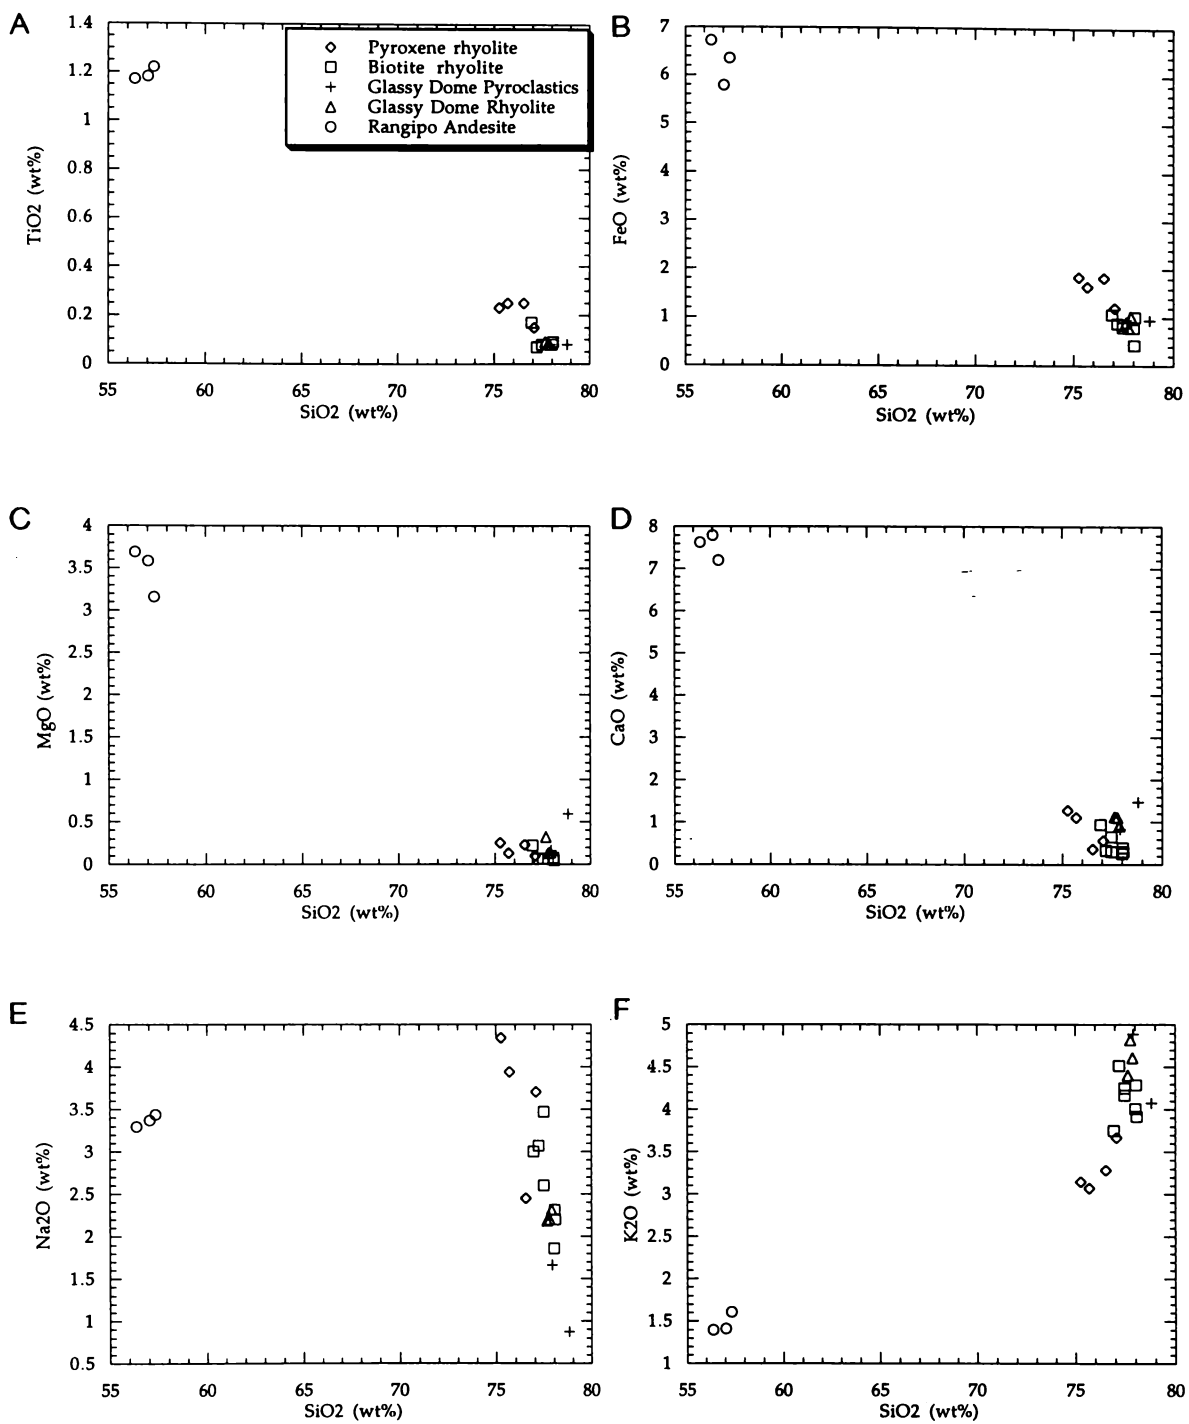 A
1.4
1.2
1
0.8
0.6
0.4
0.2
0
TiO2 (wt%)
55 60 65 70 75 80
SiO2 (wt%)
Pyroxene rhyolite
Biotite rhyolite
Glassy Dome Pyroclastics
Glassy Dome Rhyolite
Rangipo Andesite
B
7
6
5
4
3
2
1
0
FeO (wt%)
55 60 65 70 75 80
SiO2 (wt%)
C
4
3.5
3
2.5
2
1.5
1
0.5
0
MgO (wt%)
55 60 65 70 75 80
SiO2 (wt%)
D
8
7
6
5
4
3
2
1
0
CaO (wt%)
55 60 65 70 75 80
SiO2 (wt%)
E
4.5
4
3.5
3
2.5
2
1.5
1
0.5
Na2O (wt%)
55 60 65 70 75 80
SiO2 (wt%)
F
5
4.5
4
3.5
3
2.5
2
1.5
1
K2O (wt%)
55 60 65 70 75 80
SiO2 (wt%)